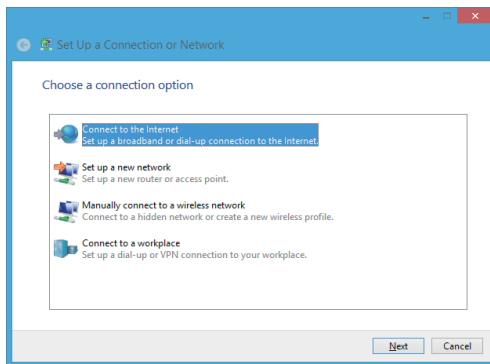 Set Up a Connection or Network
Choose a connection option
Connect to the Internet
Set up a broadband or dial-up connection to the Internet.
Set up a new network
Set up a new router or access point.
Manually connect to a wireless network
Connect to a hidden network or create a new wireless profile.
Connect to a workplace
Set up a dial-up or VPN connection to your workplace.
Next Cancel